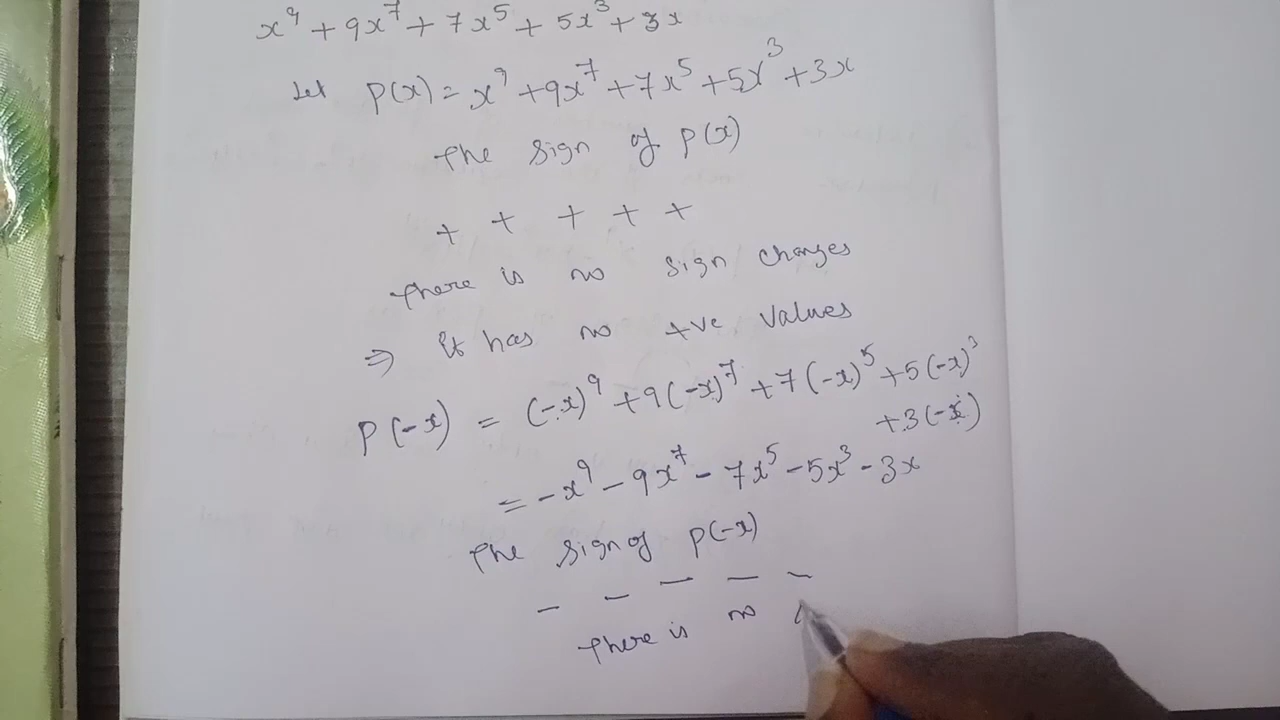 x⁹ + 9x⁷ + 7x⁵ + 5x³ + 3x
Let P(x) = x⁹ + 9x⁷ + 7x⁵ + 5x³ + 3x
The sign of P(x)
+ + + + +
There is no sign changes
⇒ It has no +ve values
P(-x) = (-x)⁹ + 9(-x)⁷ + 7(-x)⁵ + 5(-x)³
+ 3(-x)
= -x⁹ - 9x⁷ - 7x⁵ - 5x³ - 3x
The sign of P(-x)
- - - - -
There is no